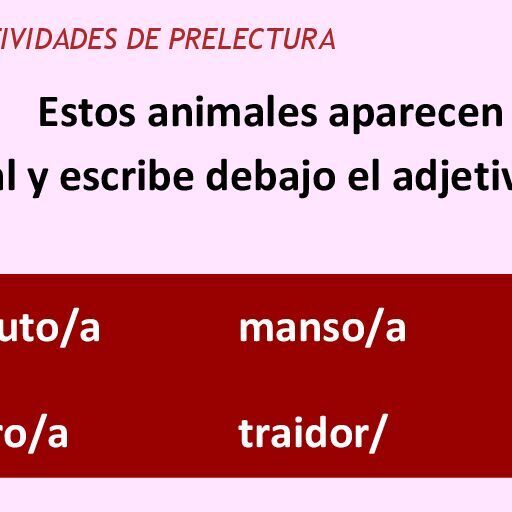 TIVIDADES DE PRELECTURA
Estos animales aparecen
al y escribe debajo el adjetiv
uto/a manso/a
ro/a traidor/